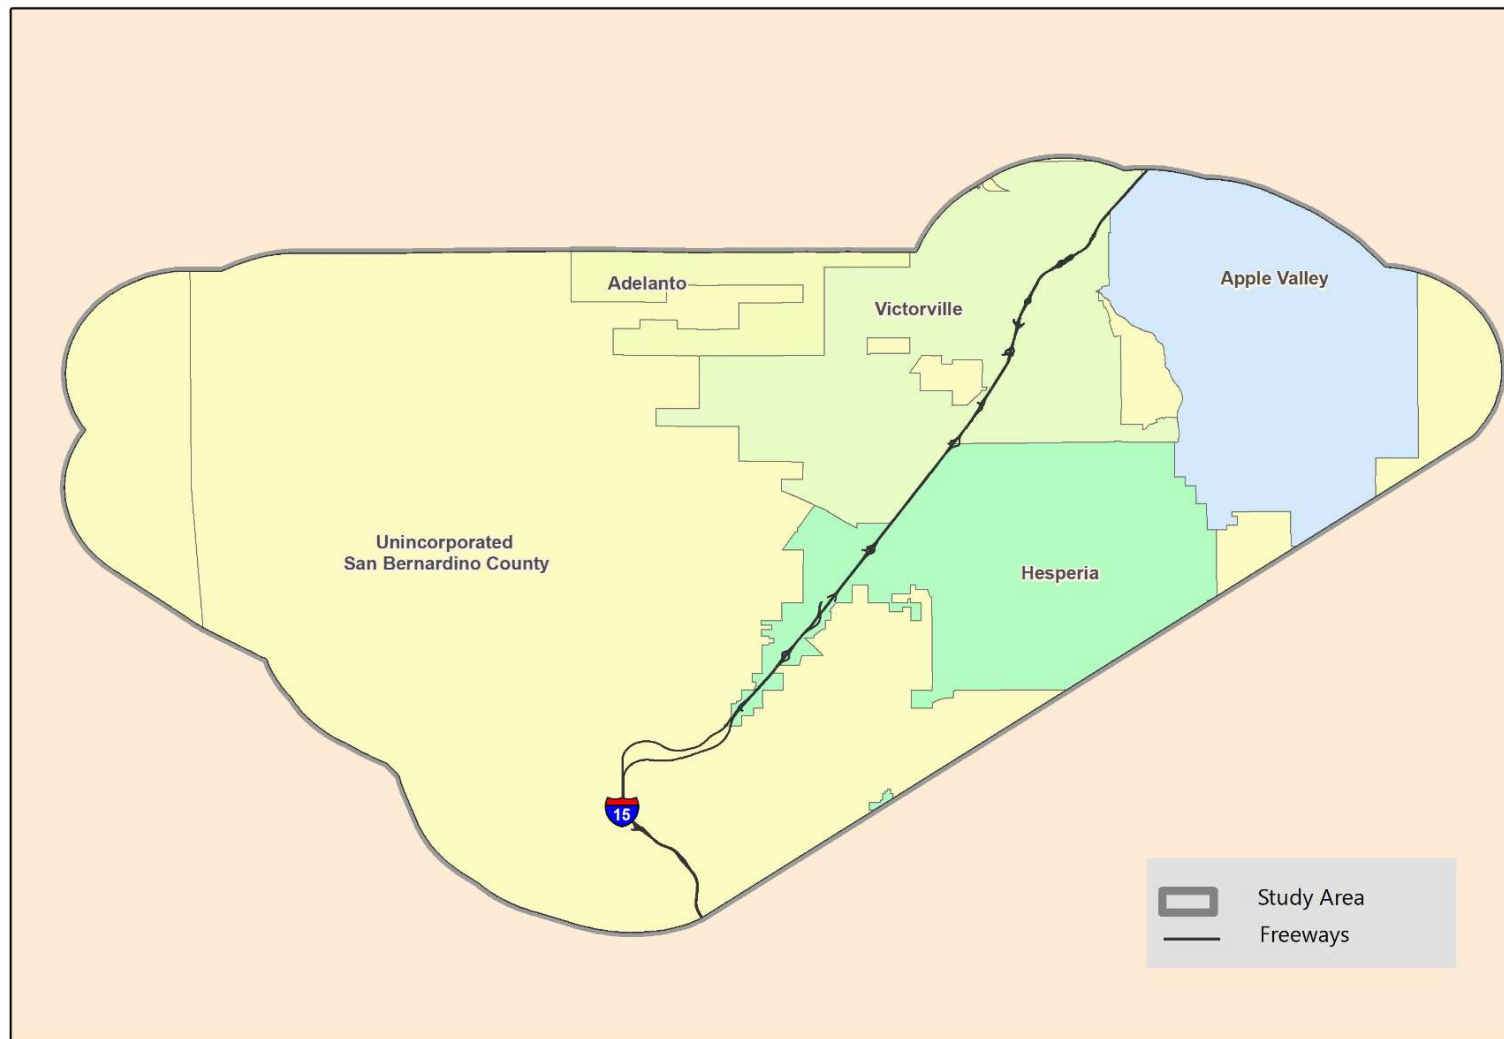 Adelanto
Apple Valley
Victorville
Unincorporated
San Bernardino County
Hesperia
15
Study Area
Freeways